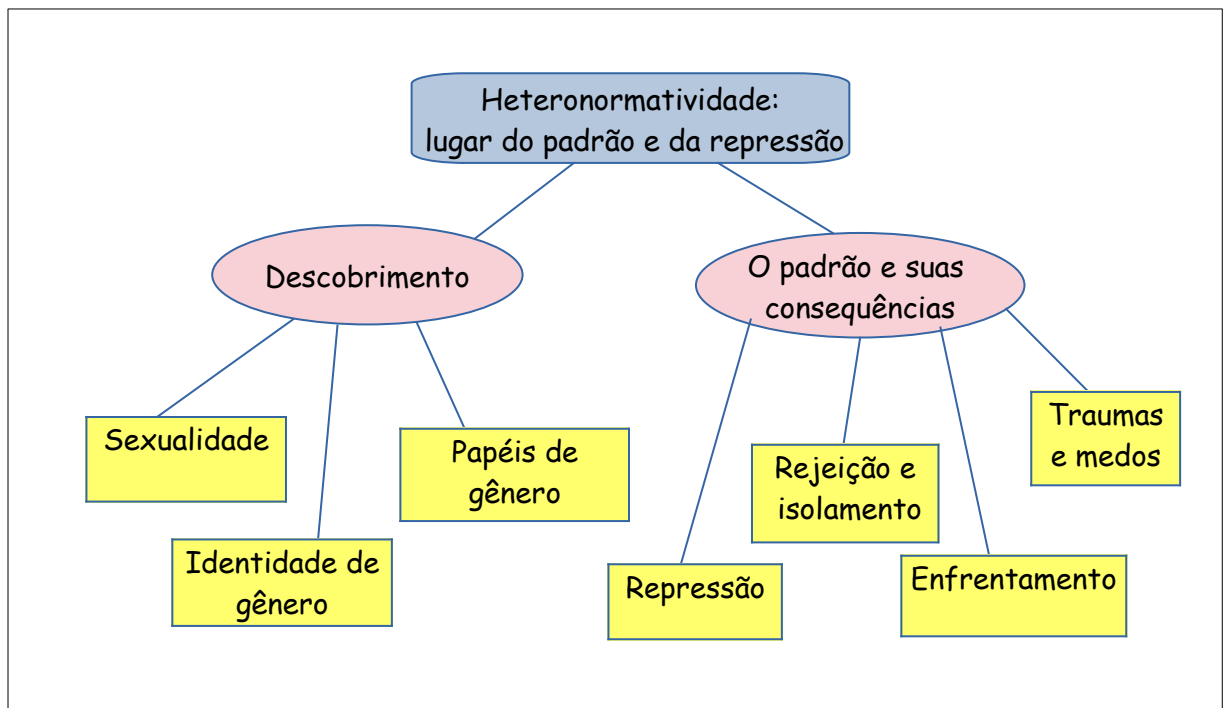 Heteronormatividade:
lugar do padrão e da repressão
Descobrimento
O padrão e suas
consequências
Sexualidade
Papéis de
gênero
Identidade de
gênero
Repressão
Rejeição e
isolamento
Enfrentamento
Traumas
e medos